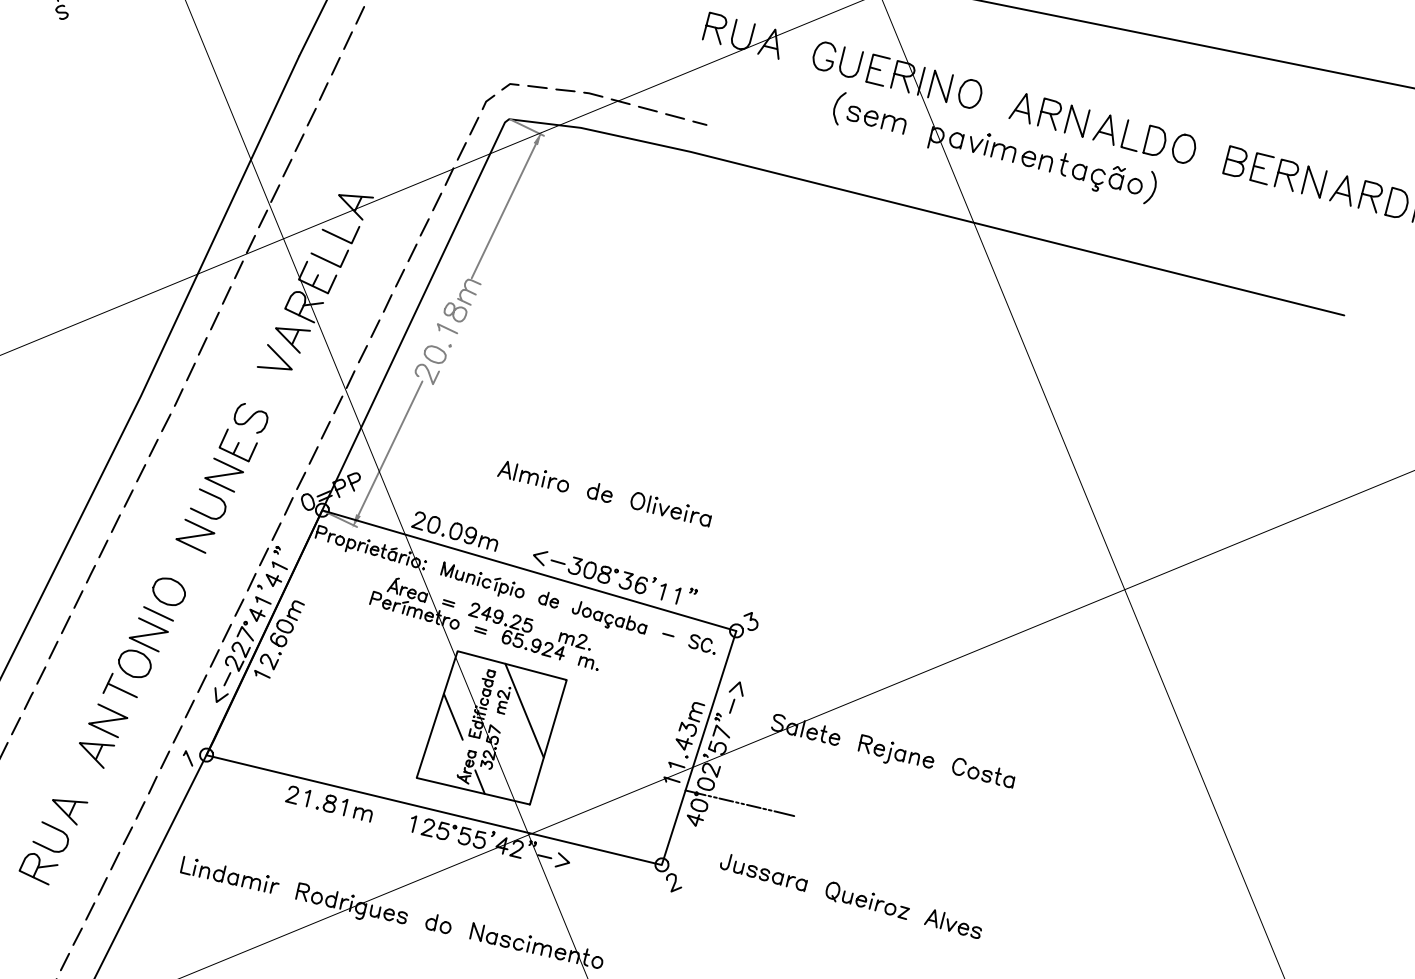 s
RUA GUERINO ARNALDO BERNARDI
(sem pavimentação)
RUA ANTONIO NUNES VARELLA
20.18m
Almiro de Oliveira
0=PP
20.09m <-308°36'11"
Proprietário: Município de Joaçaba - SC.
Área = 249.25 m2.
Perímetro = 65.924 m.
<-227°41'41"
12.60m
3
Área Edificada
32.57 m2.
11.43m
40°02'57"->
Salete Rejane Costa
1
21.81m 125°55'42"->
2
Jussara Queiroz Alves
Lindamir Rodrigues do Nascimento